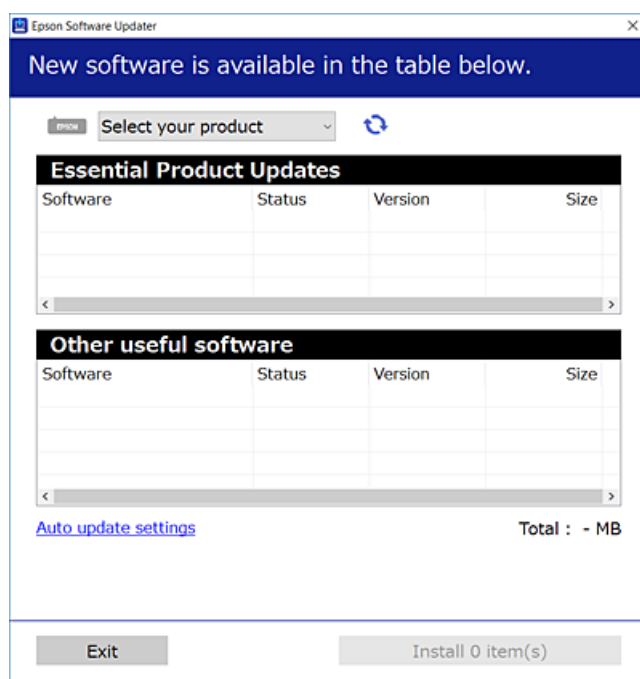 Epson Software Updater
New software is available in the table below.
EPSON Select your product
Essential Product Updates
Software Status Version Size
Other useful software
Software Status Version Size
Auto update settings Total : - MB
Exit Install 0 item(s)